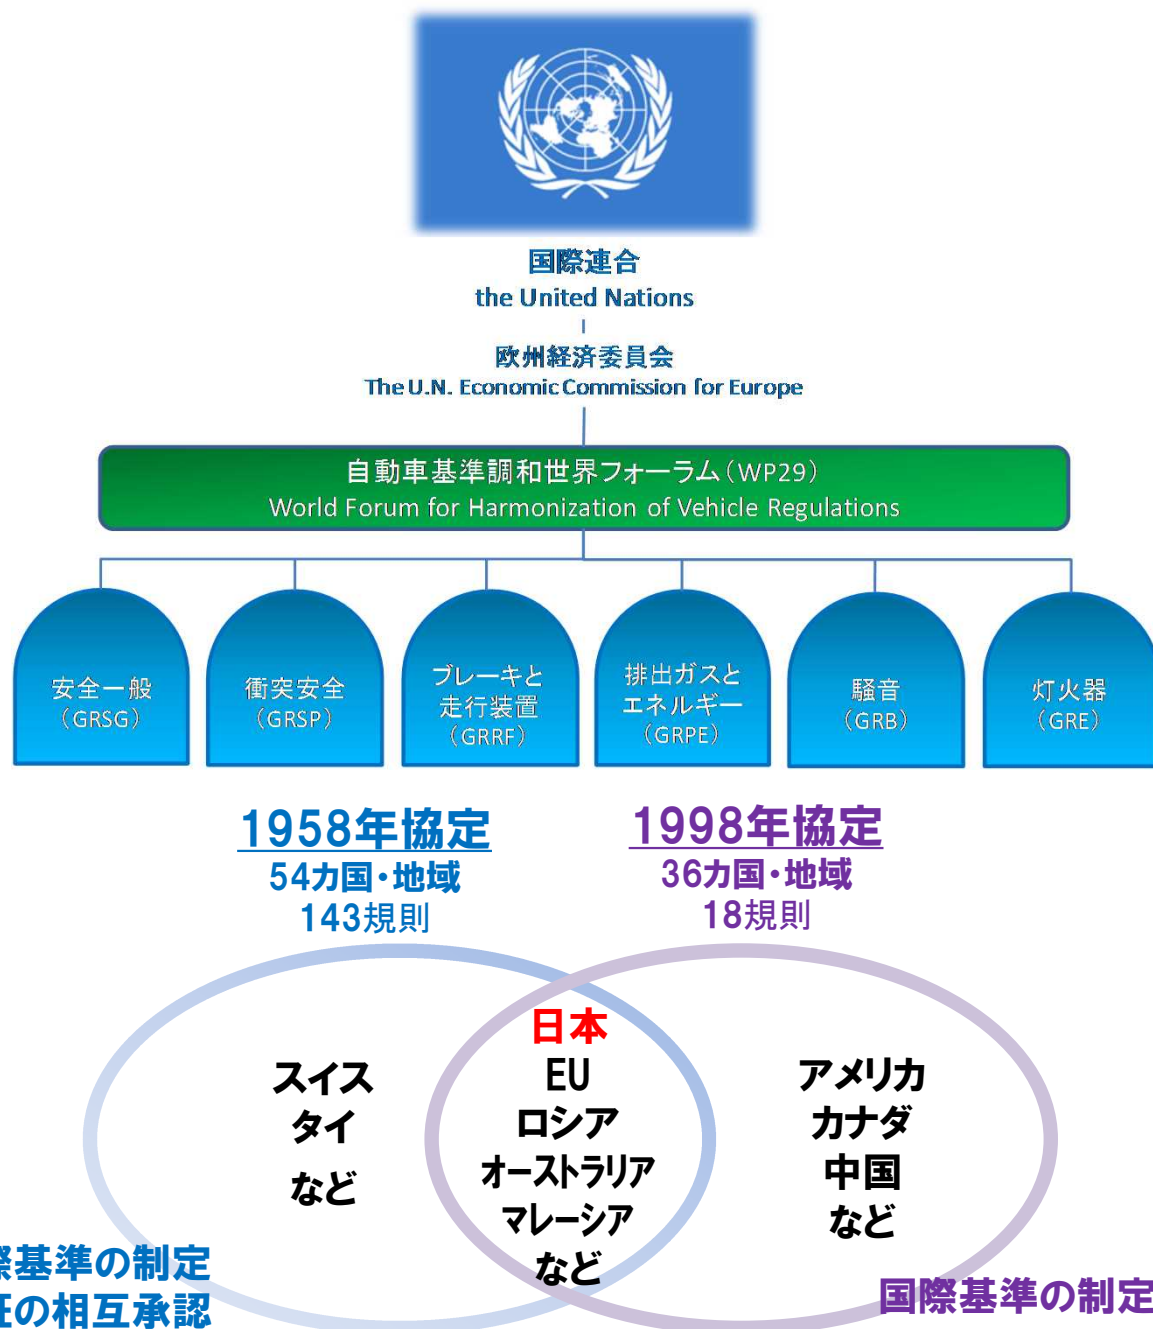 国際連合
the United Nations
欧州経済委員会
The U.N. Economic Commission for Europe
自動車基準調和世界フォーラム(WP29)
World Forum for Harmonization of Vehicle Regulations
安全一般
(GRSG)
衝突安全
(GRSP)
ブレーキと
走行装置
(GRRF)
排出ガスと
エネルギー
(GRPE)
騒音
(GRB)
灯火器
(GRE)
1958年協定
54カ国・地域
143規則
1998年協定
36カ国・地域
18規則
スイス
タイ
など
日本
EU
ロシア
オーストラリア
マレーシア
など
アメリカ
カナダ
中国
など
際基準の制定
証の相互承認
国際基準の制定